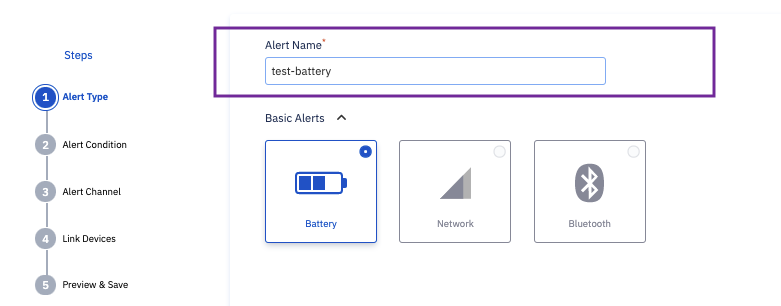 Steps
1 Alert Type
2 Alert Condition
3 Alert Channel
4 Link Devices
5 Preview & Save
Alert Name*
test-battery
Basic Alerts
Battery Network Bluetooth